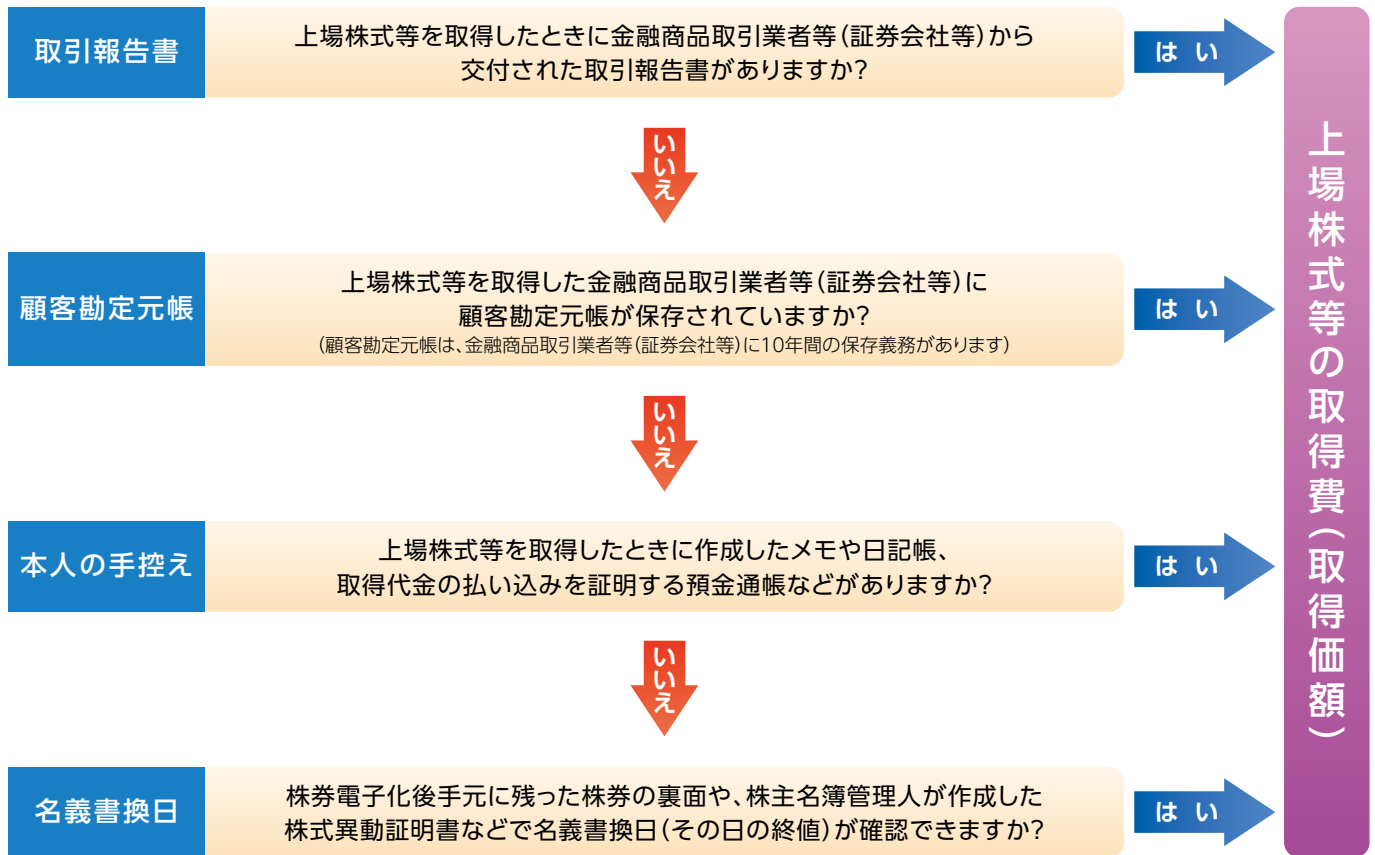 取引報告書
上場株式等を取得したときに金融商品取引業者等(証券会社等)から
交付された取引報告書がありますか?
はい
いいえ
顧客勘定元帳
上場株式等を取得した金融商品取引業者等(証券会社等)に
顧客勘定元帳が保存されていますか?
(顧客勘定元帳は、金融商品取引業者等(証券会社等)に10年間の保存義務があります)
はい
いいえ
本人の手控え
上場株式等を取得したときに作成したメモや日記帳、
取得代金の払い込みを証明する預金通帳などがありますか?
はい
いいえ
名義書換日
株券電子化後手元に残った株券の裏面や、株主名簿管理人が作成した
株式異動証明書などで名義書換日(その日の終値)が確認できますか?
はい
上場株式等の取得費(取得価額)